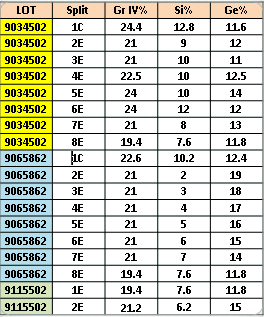 LOT Split Gr IV% Si% Ge%
9034502 1C 24.4 12.8 11.6
9034502 2E 21 9 12
9034502 3E 21 10 11
9034502 4E 22.5 10 12.5
9034502 5E 24 10 14
9034502 6E 24 12 12
9034502 7E 21 8 13
9034502 8E 19.4 7.6 11.8
9065862 1C 22.6 10.2 12.4
9065862 2E 21 2 19
9065862 3E 21 3 18
9065862 4E 21 4 17
9065862 5E 21 5 16
9065862 6E 21 6 15
9065862 7E 21 7 14
9065862 8E 19.4 7.6 11.8
9115502 1E 19.4 7.6 11.8
9115502 2E 21.2 6.2 15